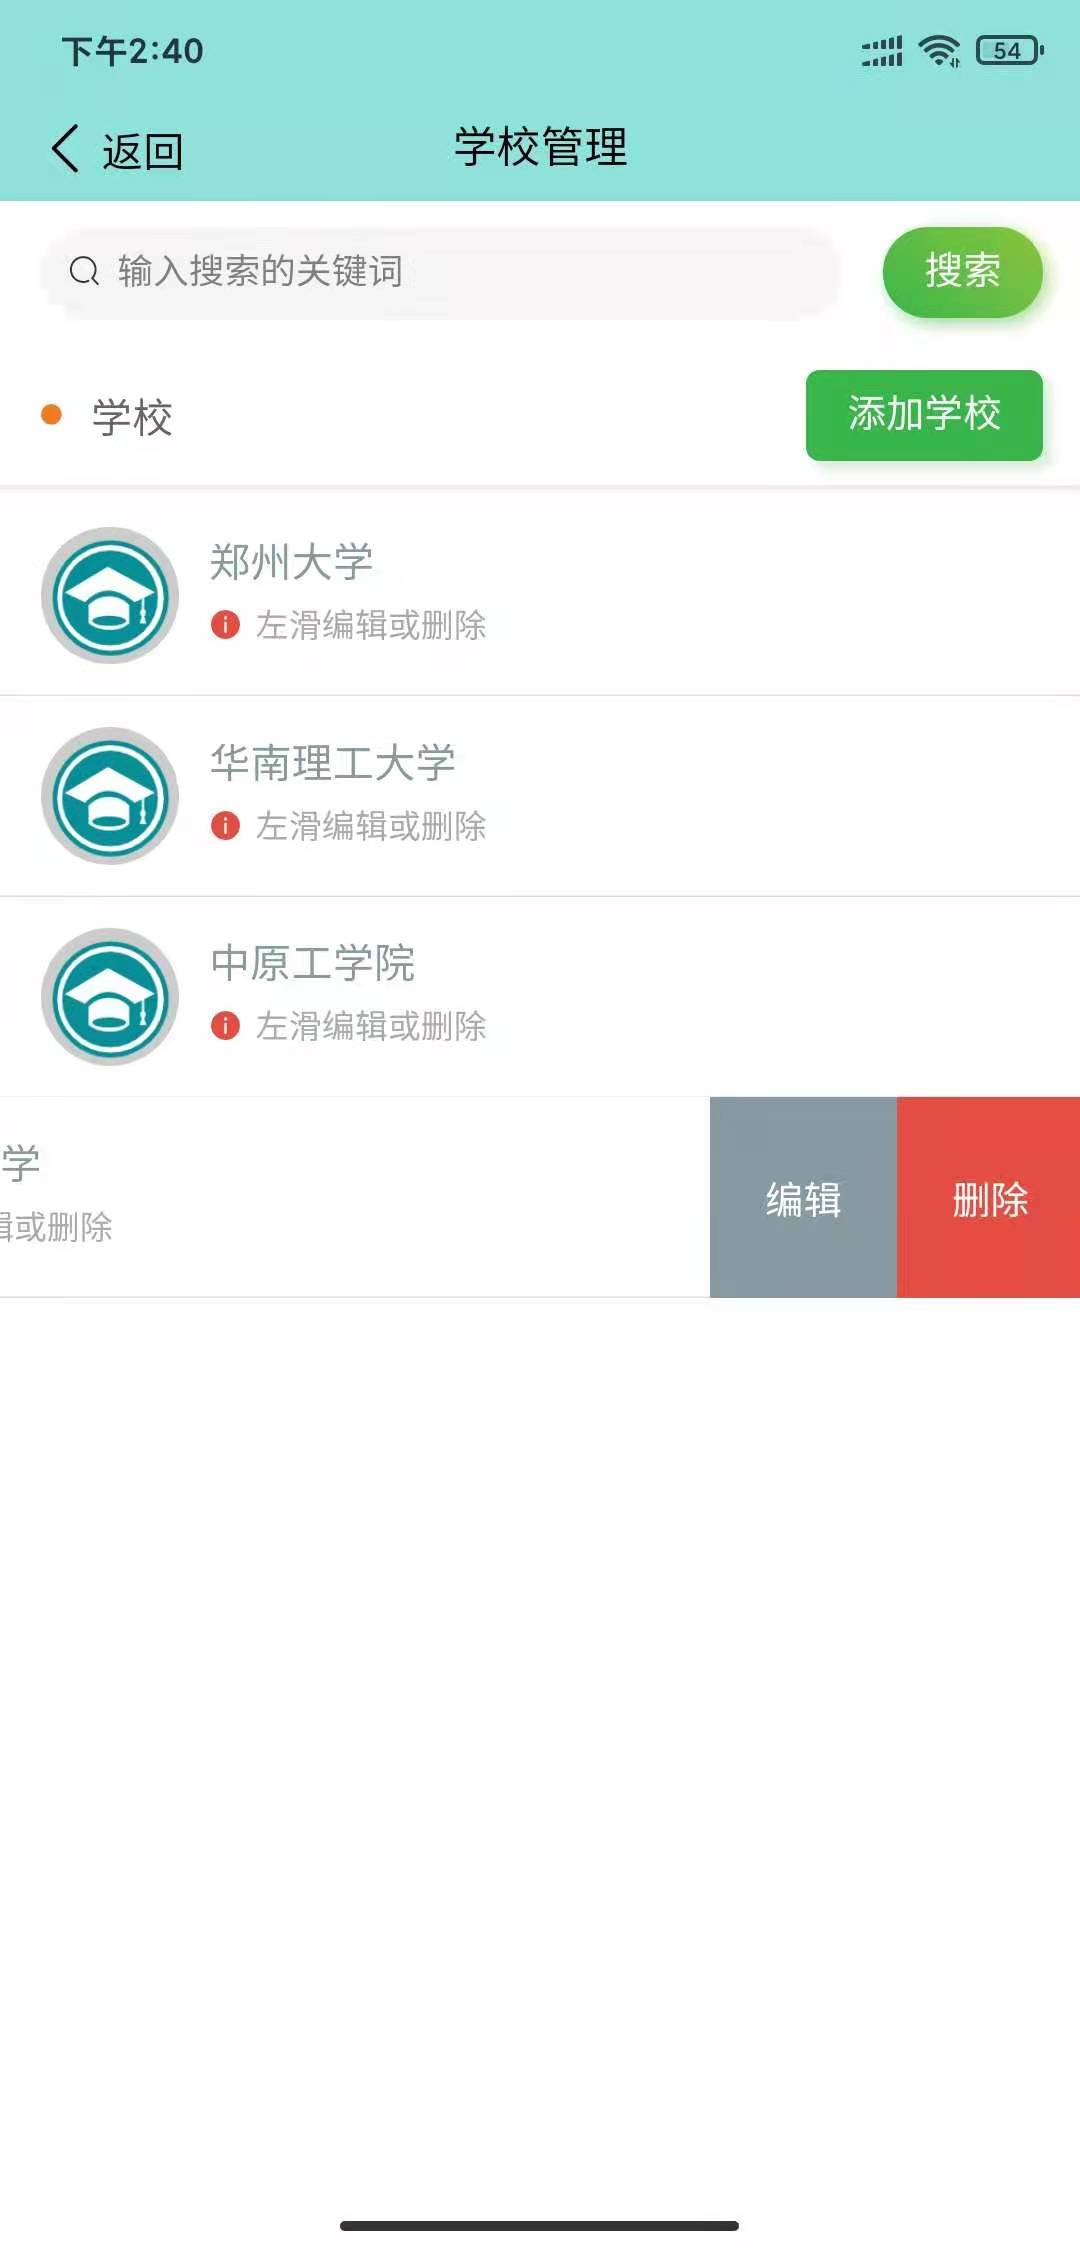 下午2:40
54
返回
学校管理
输入搜索的关键词
搜索
学校
添加学校
郑州大学
左滑编辑或删除
华南理工大学
左滑编辑或删除
中原工学院
左滑编辑或删除
学
辑或删除
编辑
删除